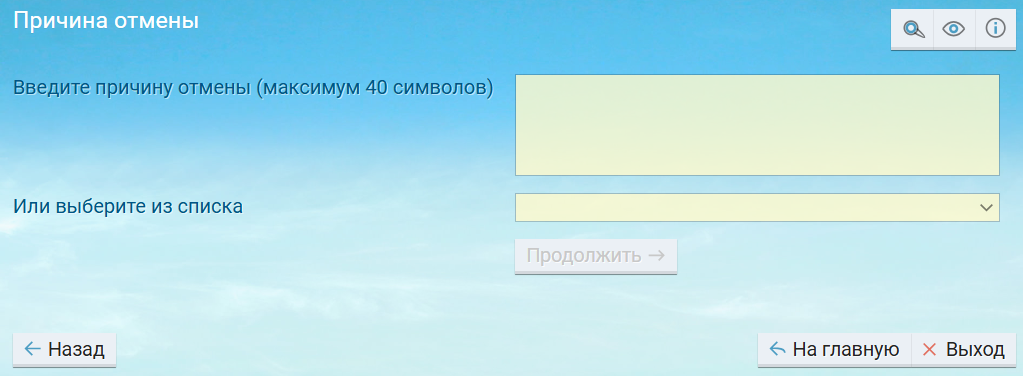 Причина отмены
Введите причину отмены (максимум 40 символов)
Или выберите из списка
Продолжить
Назад
На главную
Выход